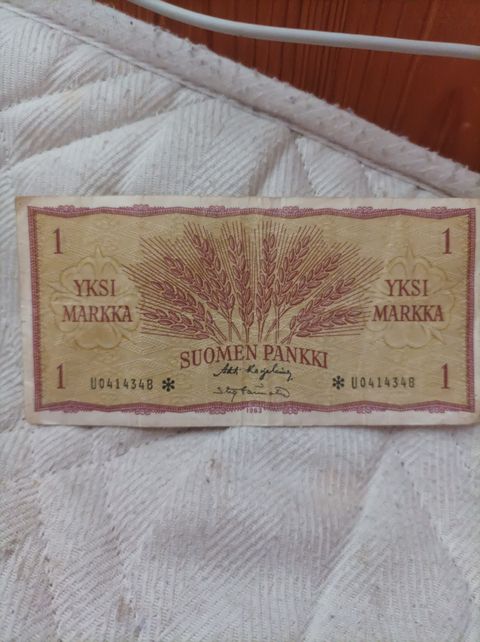 1 1
YKSI YKSI
MARKKA MARKKA
SUOMEN PANKKI
1 U0414348 * * U0414348 1
1963